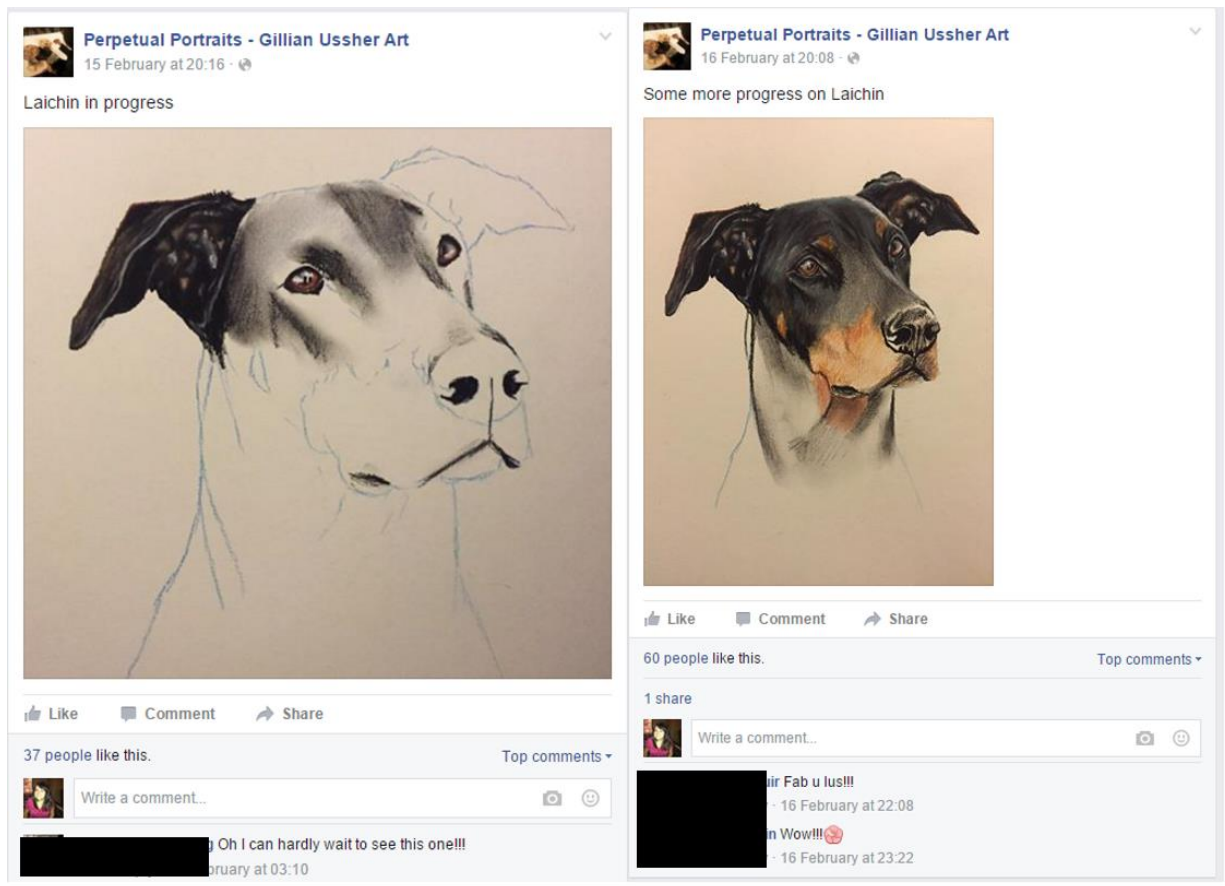 Perpetual Portraits - Gillian Ussher Art
15 February at 20:16 ·
Laichin in progress
Like Comment Share
37 people like this.
Top comments
Write a comment...
Oh I can hardly wait to see this one!!!
at 03:10
Perpetual Portraits - Gillian Ussher Art
16 February at 20:08 ·
Some more progress on Laichin
Like Comment Share
60 people like this.
Top comments
1 share
Write a comment...
Fab u lus!!!
· 16 February at 22:08
Wow!!!
· 16 February at 23:22